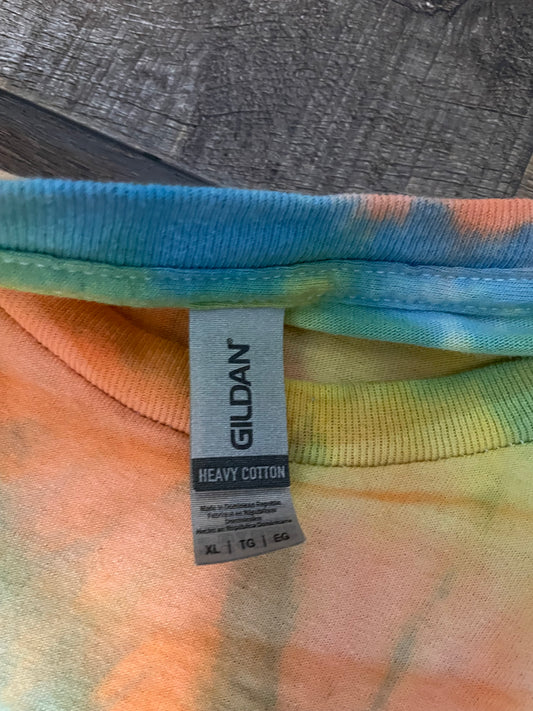 GILDAN®
HEAVY COTTON
Made in Dominican Republic
Fabriqué en République
Dominicaine
Hecho en República Dominicana
XL | TG | EG